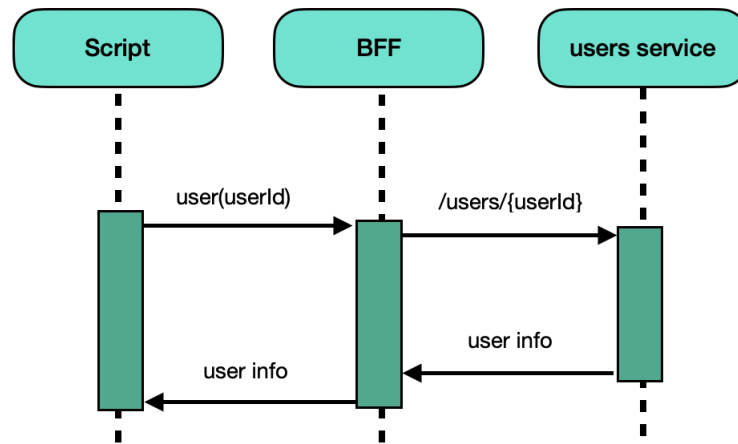 Script
BFF
users service
user(userId)
/users/{userId}
user info
user info